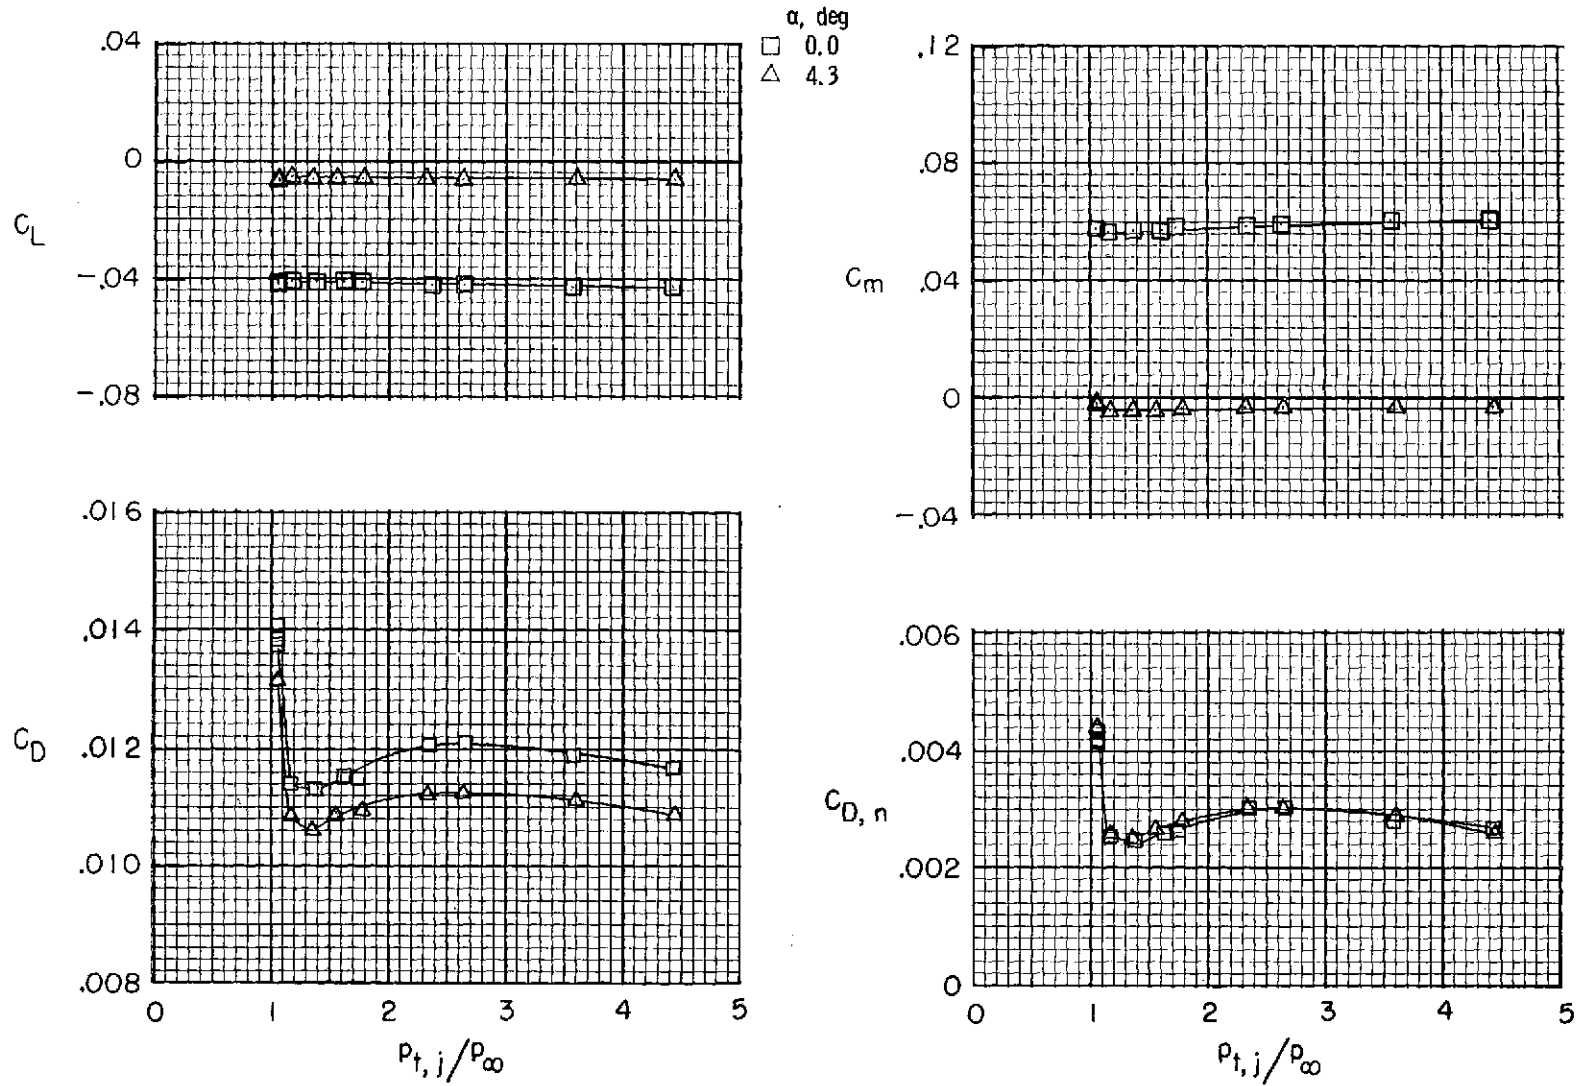 α, deg
□ 0.0
△ 4.3
.04
0
-.04
-.08
C_L
.12
.08
.04
0
-.04
C_m
.016
.014
.012
.010
.008
C_D
0 1 2 3 4 5
p_t,j/p_∞
.006
.004
.002
0
C_D,n
0 1 2 3 4 5
p_t,j/p_∞